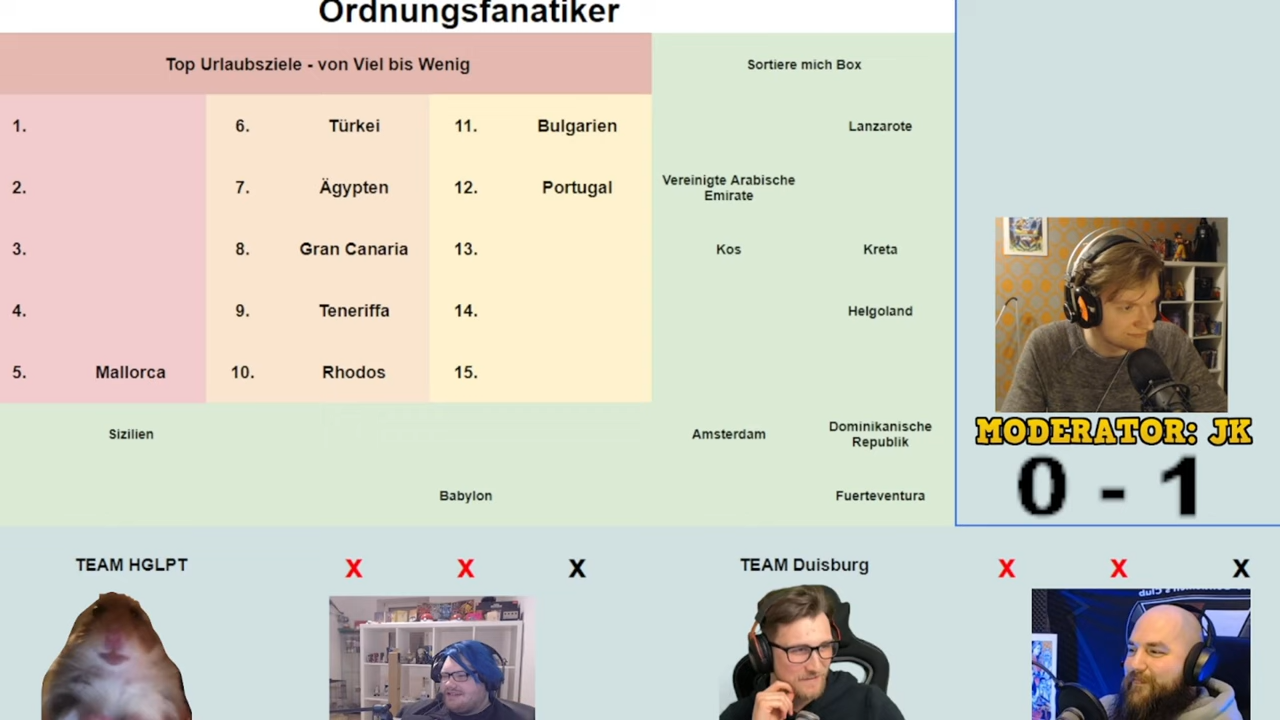 Ordnungsfanatiker
Top Urlaubsziele - von Viel bis Wenig
Sortiere mich Box
1.
6.
Türkei
11.
Bulgarien
Lanzarote
2.
7.
Ägypten
12.
Portugal
Vereinigte Arabische
Emirate
3.
8.
Gran Canaria
13.
Kos
Kreta
4.
9.
Teneriffa
14.
Helgoland
5.
Mallorca
10.
Rhodos
15.
Sizilien
Amsterdam
Dominikanische
Republik
Babylon
Fuerteventura
MODERATOR: JK
0 - 1
TEAM HGLPT
X
X
X
TEAM Duisburg
X
X
X